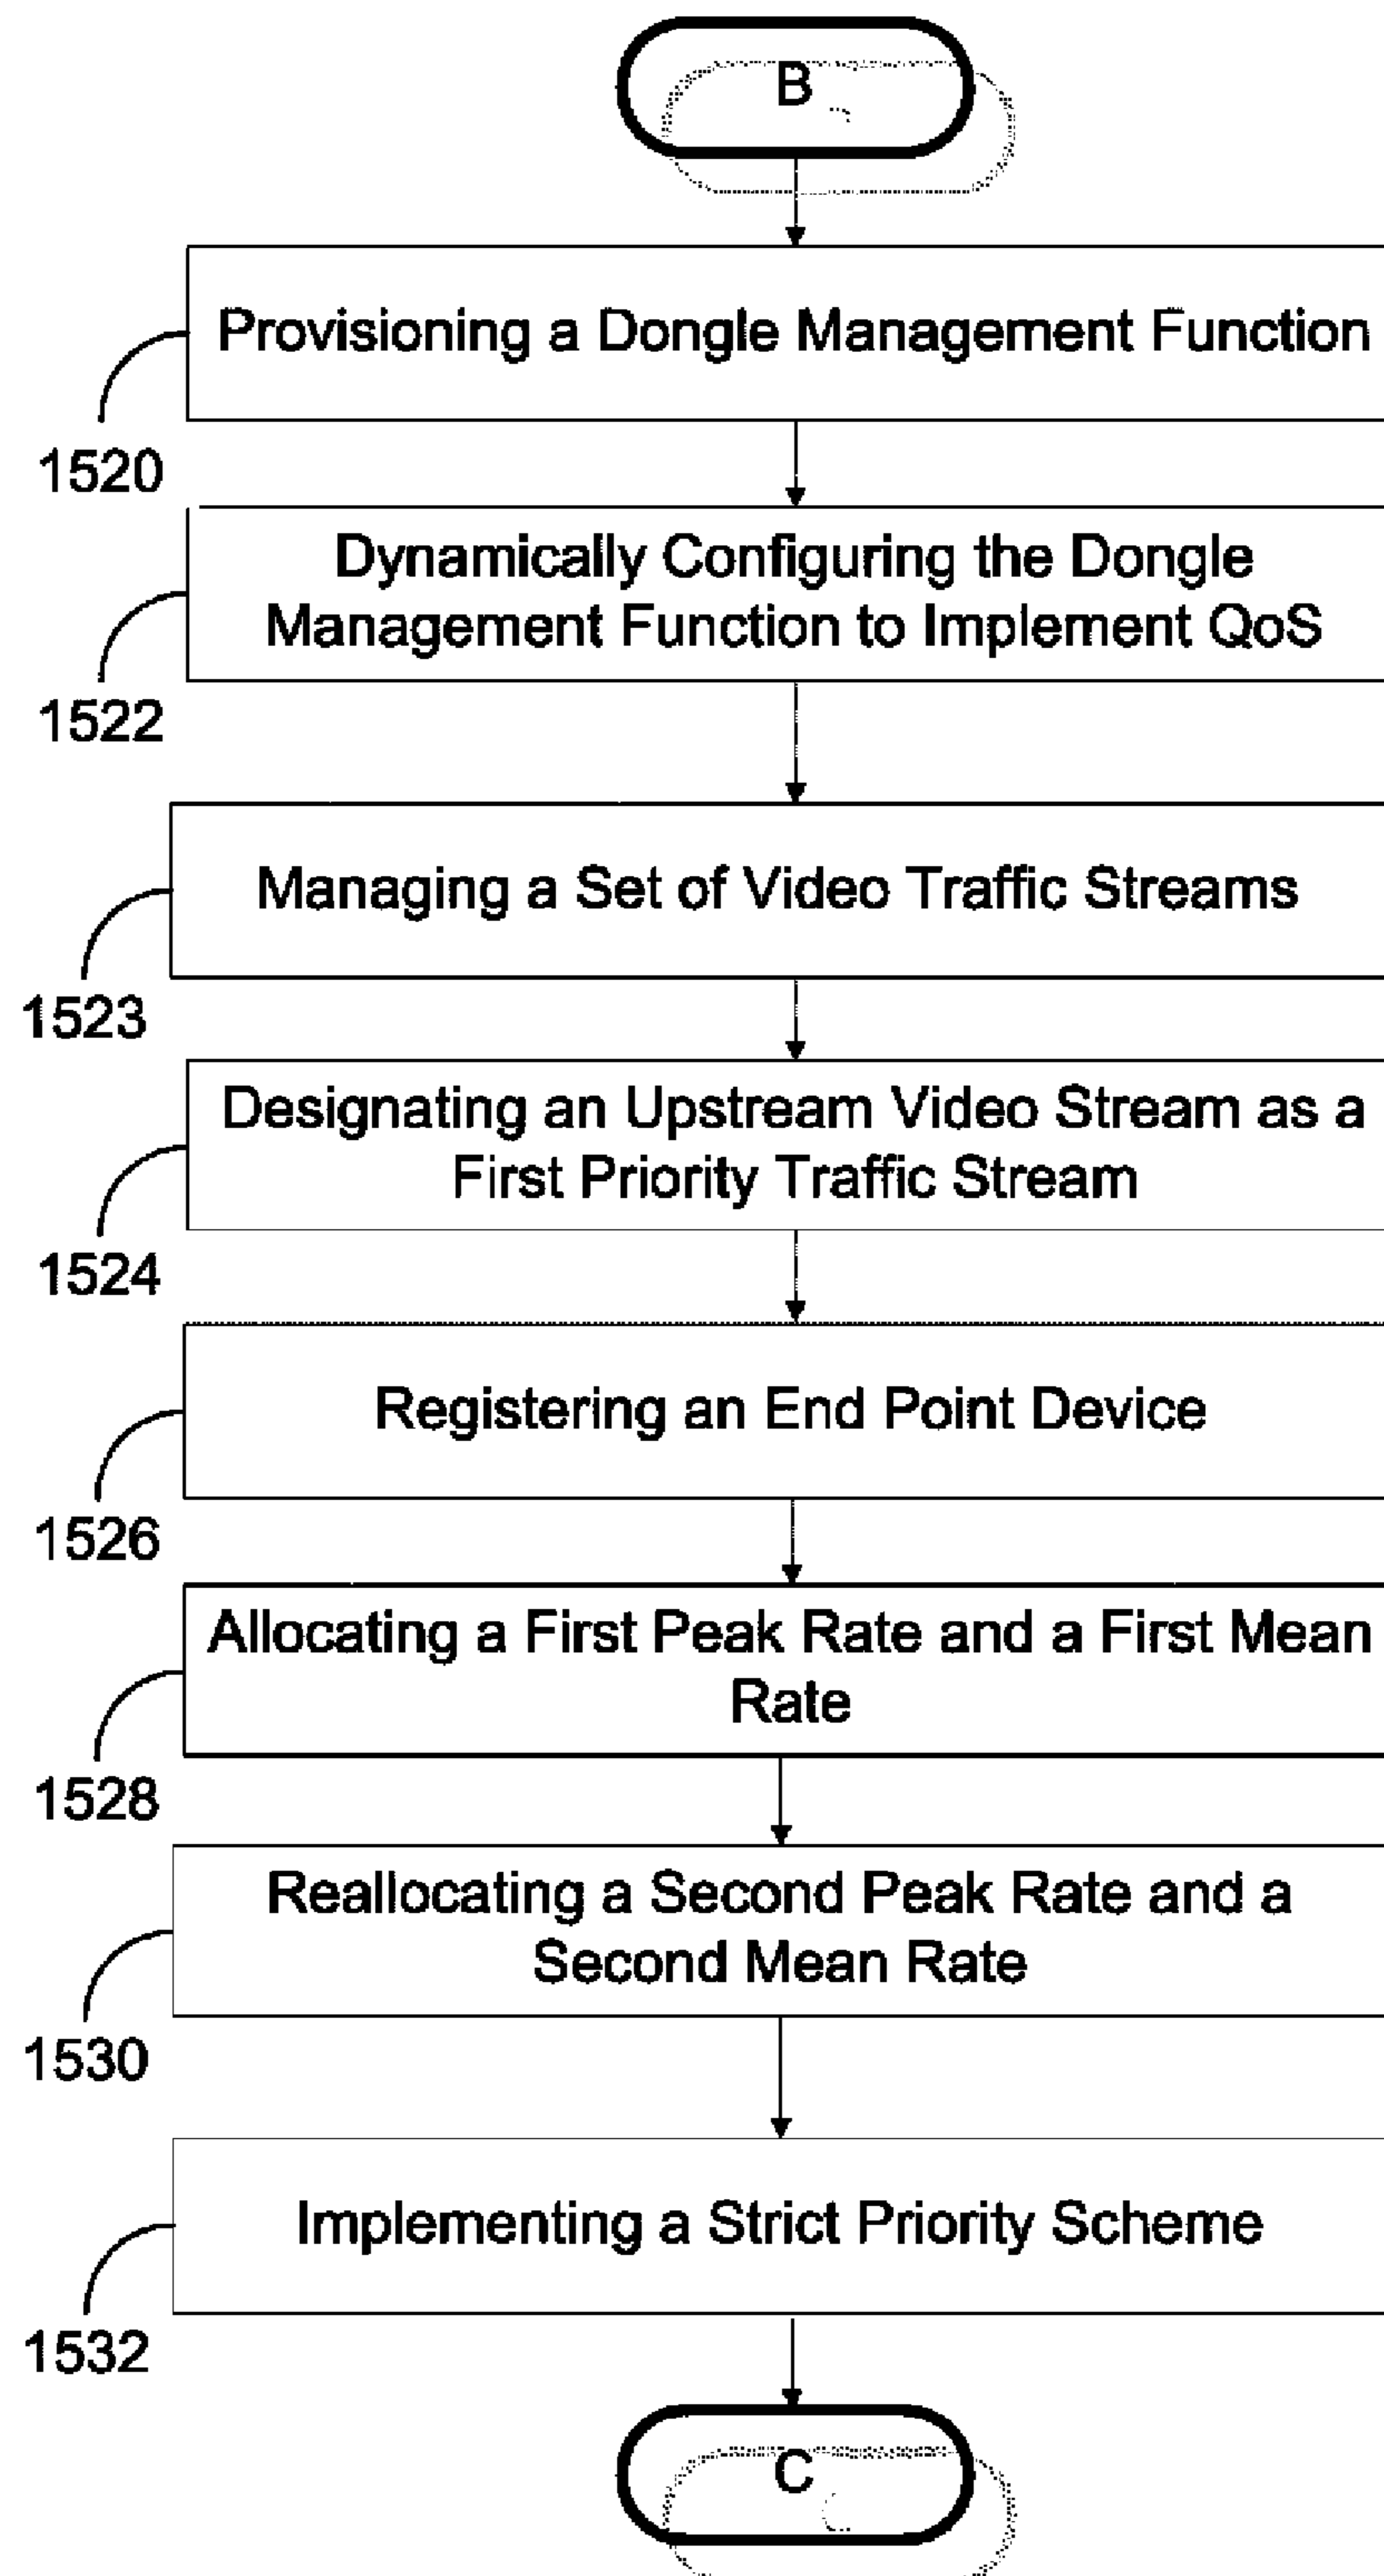 B
Provisioning a Dongle Management Function
1520
Dynamically Configuring the Dongle
Management Function to Implement QoS
1522
Managing a Set of Video Traffic Streams
1523
Designating an Upstream Video Stream as a
First Priority Traffic Stream
1524
Registering an End Point Device
1526
Allocating a First Peak Rate and a First Mean
Rate
1528
Reallocating a Second Peak Rate and a
Second Mean Rate
1530
Implementing a Strict Priority Scheme
1532
C